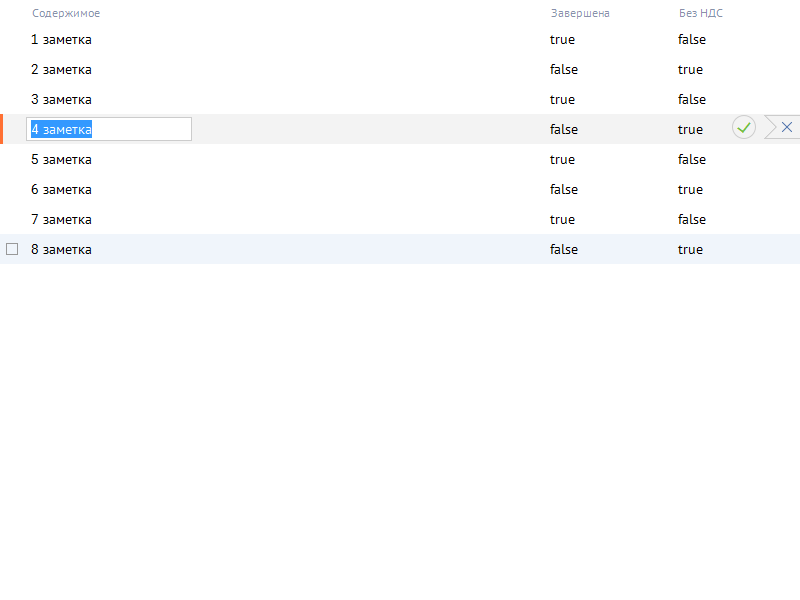 Содержимое Завершена Без НДС
1 заметка true false
2 заметка false true
3 заметка true false
4 заметка false true
5 заметка true false
6 заметка false true
7 заметка true false
8 заметка false true